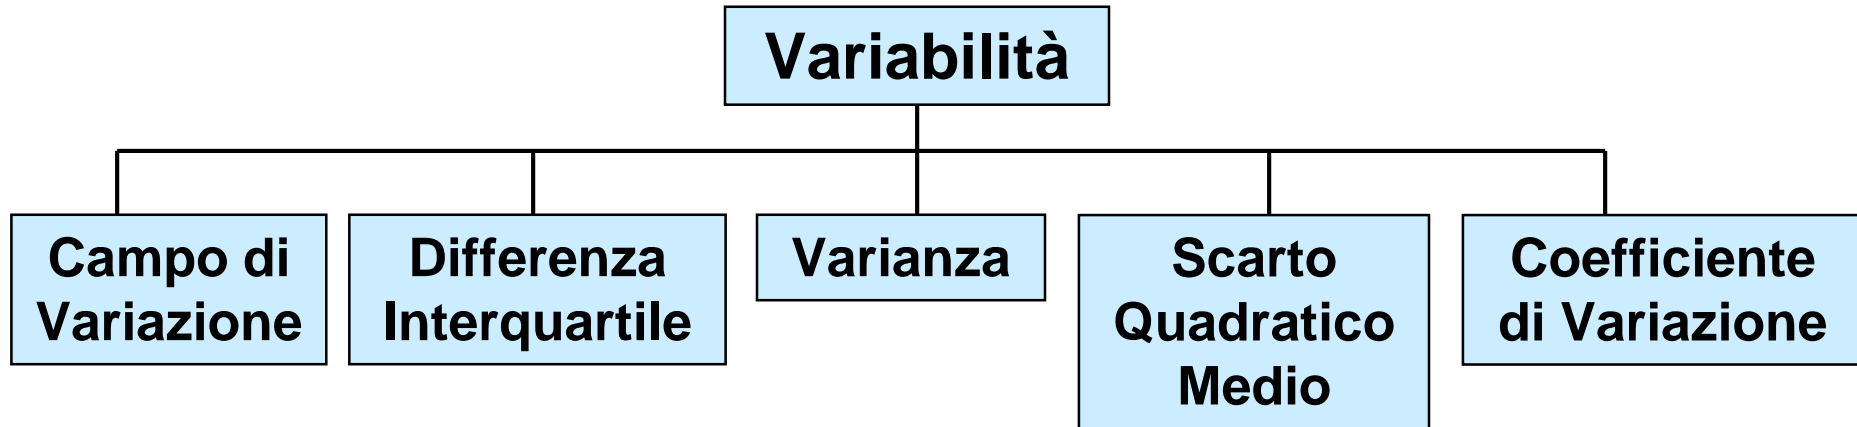 Variabilità
Campo di
Variazione
Differenza
Interquartile
Varianza
Scarto
Quadratico
Medio
Coefficiente
di Variazione